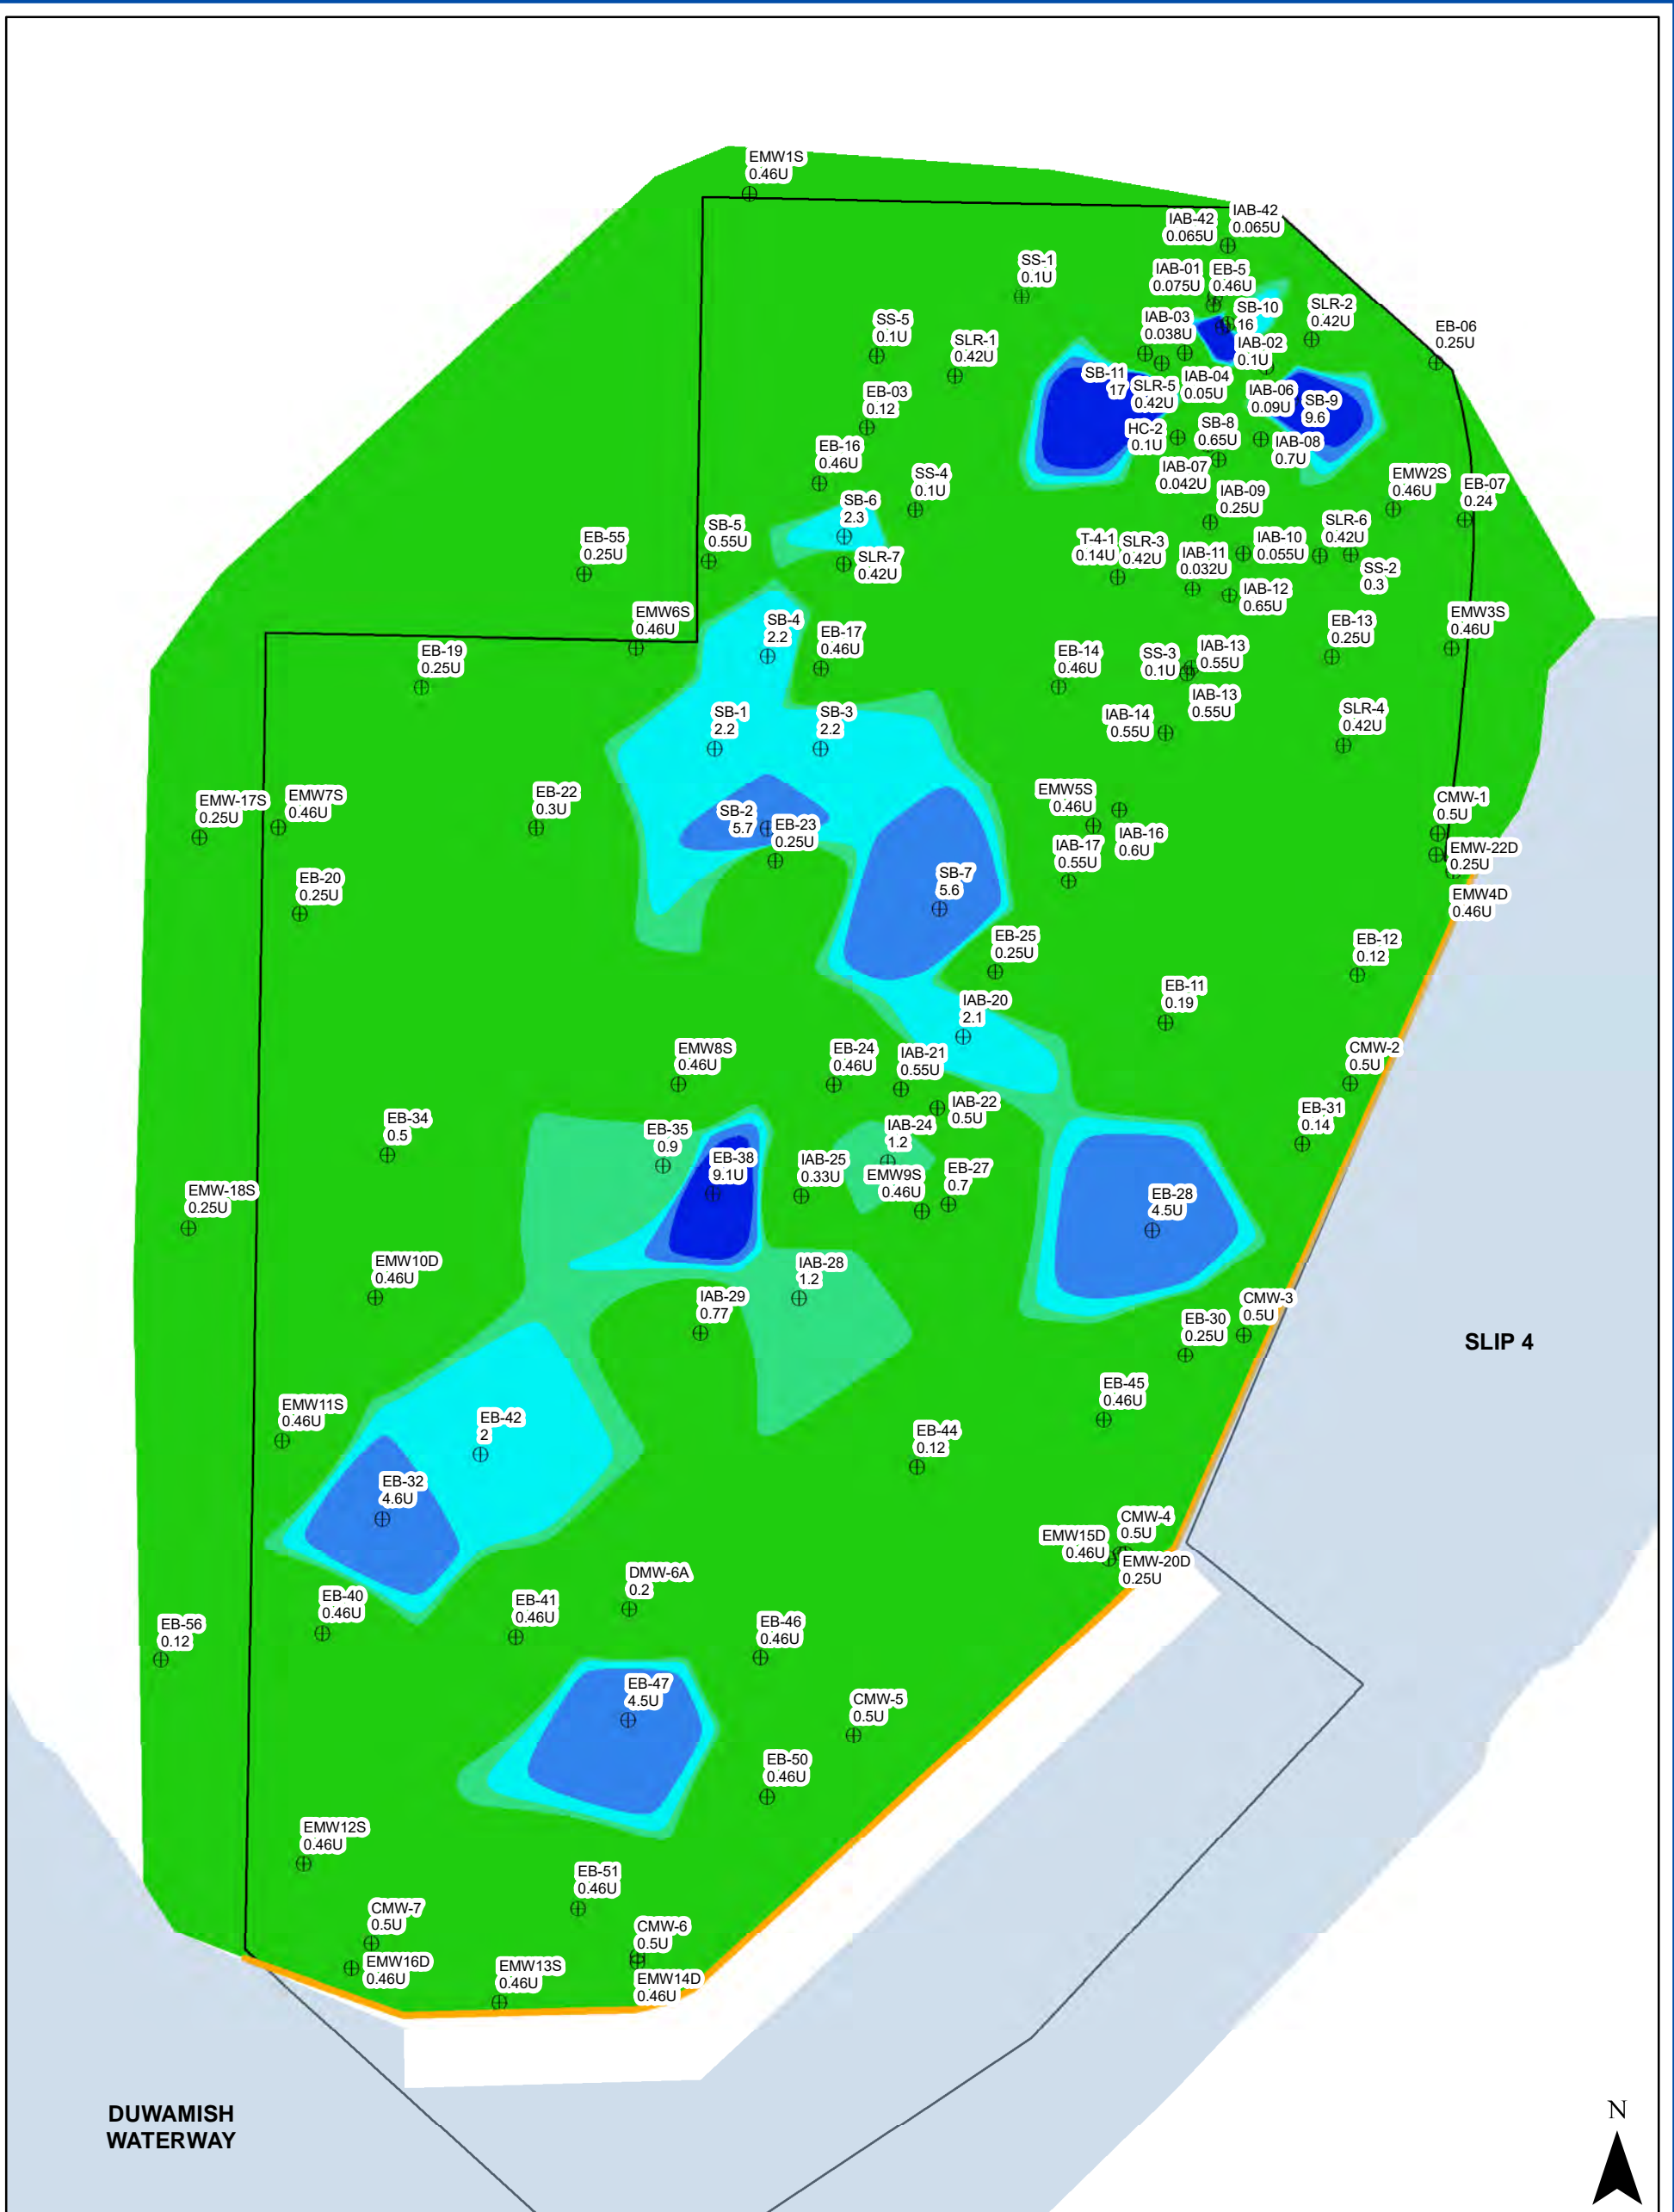 EMW1S
0.46U
IAB-42
0.065U
IAB-42
0.065U
SS-1
0.1U
IAB-01
0.075U
EB-5
0.46U
SB-10
16
SLR-2
0.42U
IAB-03
0.038U
SS-5
0.1U
EB-06
0.25U
SLR-1
0.42U
IAB-02
0.1U
SB-11
17
SLR-5
0.42U
IAB-04
0.05U
IAB-06
0.09U
SB-9
9.6
EB-03
0.12
HC-2
0.1U
SB-8
0.65U
IAB-08
0.7U
EB-16
0.46U
IAB-07
0.042U
SS-4
0.1U
EMW2S
0.46U
EB-07
0.24
SB-6
2.3
IAB-09
0.25U
SB-5
0.55U
EB-55
0.25U
SLR-7
0.42U
T-4-1
0.14U
SLR-3
0.42U
IAB-11
0.032U
IAB-10
0.055U
SLR-6
0.42U
SS-2
0.3
IAB-12
0.65U
EMW6S
0.46U
SB-4
2.2
EB-17
0.46U
EB-13
0.25U
EMW3S
0.46U
EB-19
0.25U
EB-14
0.46U
SS-3
0.1U
IAB-13
0.55U
IAB-13
0.55U
SB-1
2.2
SB-3
2.2
IAB-14
0.55U
SLR-4
0.42U
EMW-17S
0.25U
EMW7S
0.46U
EB-22
0.3U
SB-2
5.7
EB-23
0.25U
EMW5S
0.46U
IAB-16
0.6U
CMW-1
0.5U
IAB-17
0.55U
EMW-22D
0.25U
EB-20
0.25U
SB-7
5.6
EMW4D
0.46U
EB-25
0.25U
EB-12
0.12
EB-11
0.19
IAB-20
2.1
EMW8S
0.46U
EB-24
0.46U
IAB-21
0.55U
CMW-2
0.5U
IAB-22
0.5U
EB-34
0.5
EB-35
0.9
IAB-24
1.2
EB-31
0.14
EB-38
9.1U
IAB-25
0.33U
EMW9S
0.46U
EB-27
0.7
EMW-18S
0.25U
EB-28
4.5U
EMW10D
0.46U
IAB-28
1.2
IAB-29
0.77
CMW-3
0.5U
EB-30
0.25U
SLIP 4
EMW11S
0.46U
EB-42
2
EB-45
0.46U
EB-44
0.12
EB-32
4.6U
CMW-4
0.5U
EMW15D
0.46U
EMW-20D
0.25U
DMW-6A
0.2
EB-40
0.46U
EB-41
0.46U
EB-56
0.12
EB-46
0.46U
EB-47
4.5U
CMW-5
0.5U
EB-50
0.46U
EMW12S
0.46U
EB-51
0.46U
CMW-7
0.5U
CMW-6
0.5U
EMW16D
0.46U
EMW13S
0.46U
EMW14D
0.46U
DUWAMISH
WATERWAY
N